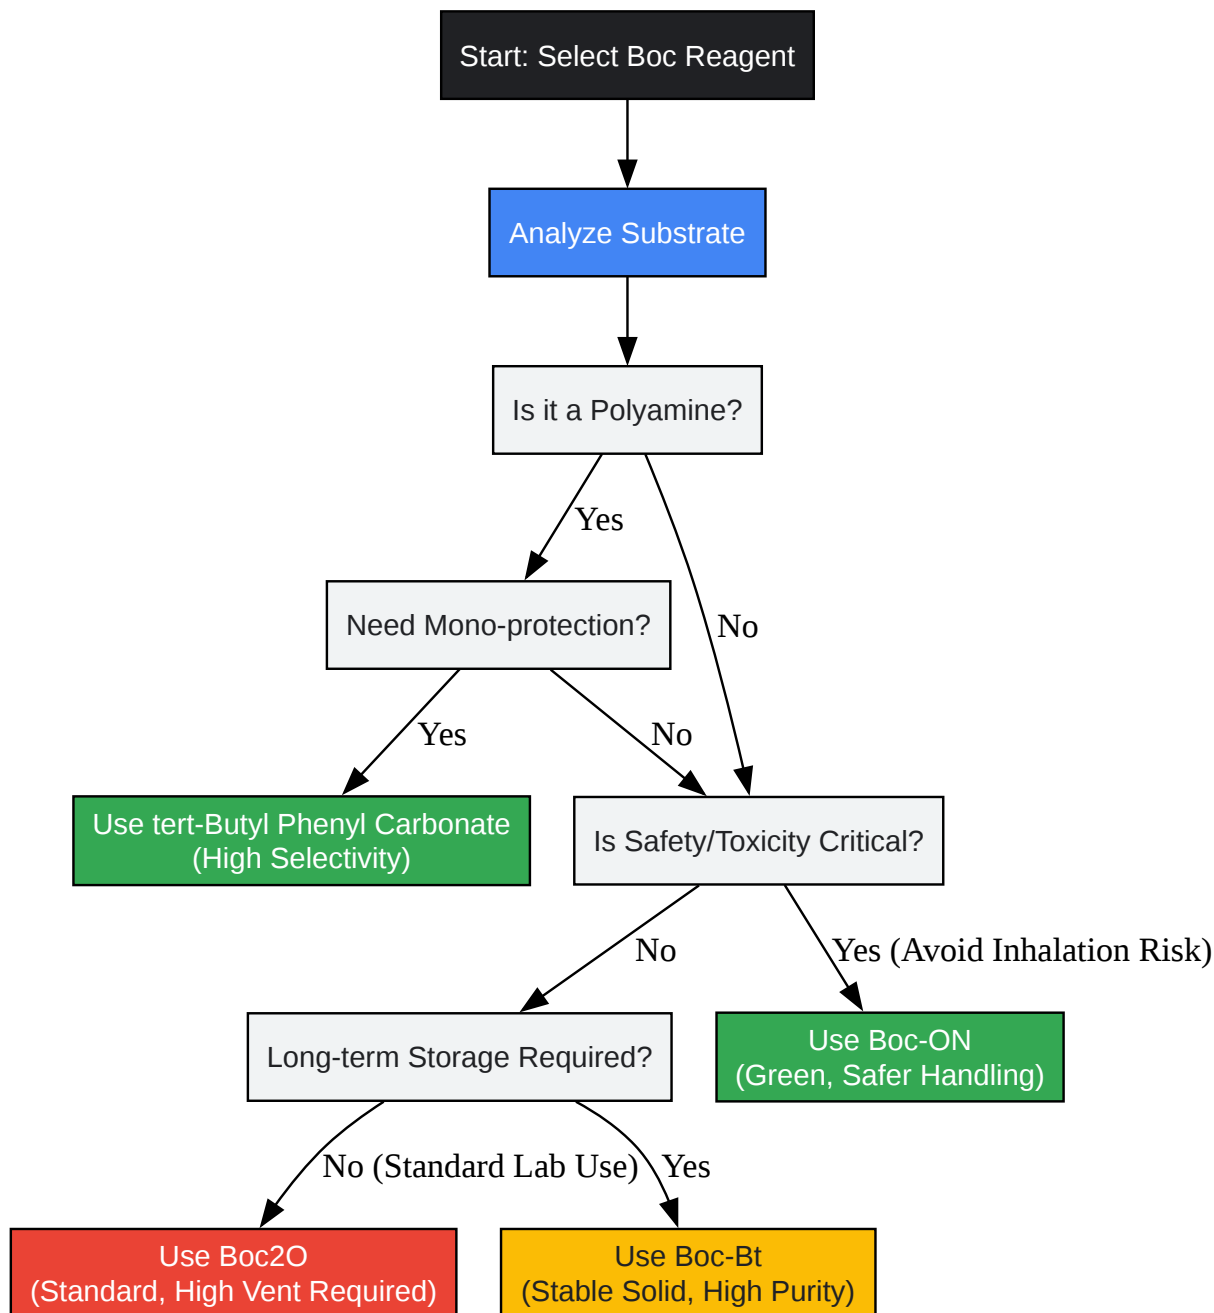 Start: Select Boc Reagent
Analyze Substrate
Is it a Polyamine?
Yes
No
Need Mono-protection?
Yes
No
Use tert-Butyl Phenyl Carbonate
(High Selectivity)
Is Safety/Toxicity Critical?
No
Yes (Avoid Inhalation Risk)
Long-term Storage Required?
Use Boc-ON
(Green, Safer Handling)
No (Standard Lab Use)
Yes
Use Boc2O
(Standard, High Vent Required)
Use Boc-Bt
(Stable Solid, High Purity)